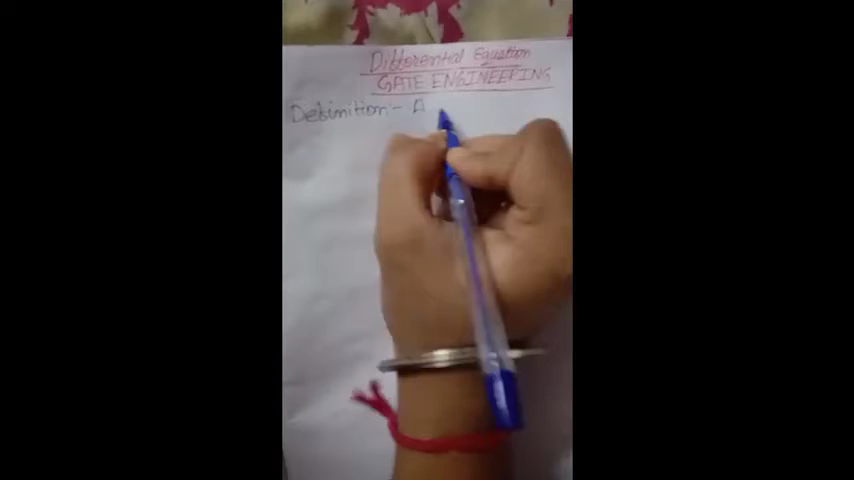 Differential Equation
GATE ENGINEERING
Definition - A